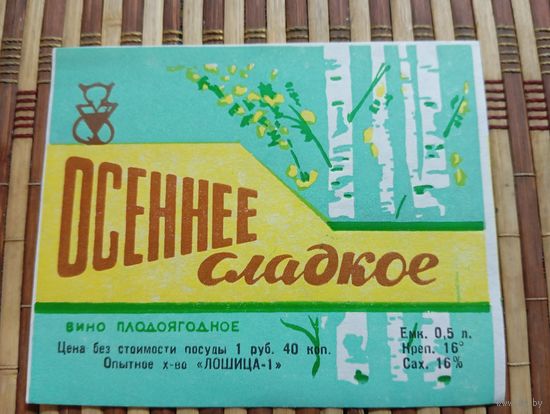 ОСЕННЕЕ
сладкое
ВИНО ПЛОДОЯГОДНОЕ
Цена без стоимости посуды 1 руб. 40 коп.
Опытное х-во «ЛОШИЦА-1»
Емк. 0,5 л.
Креп. 16°
Сах. 16%